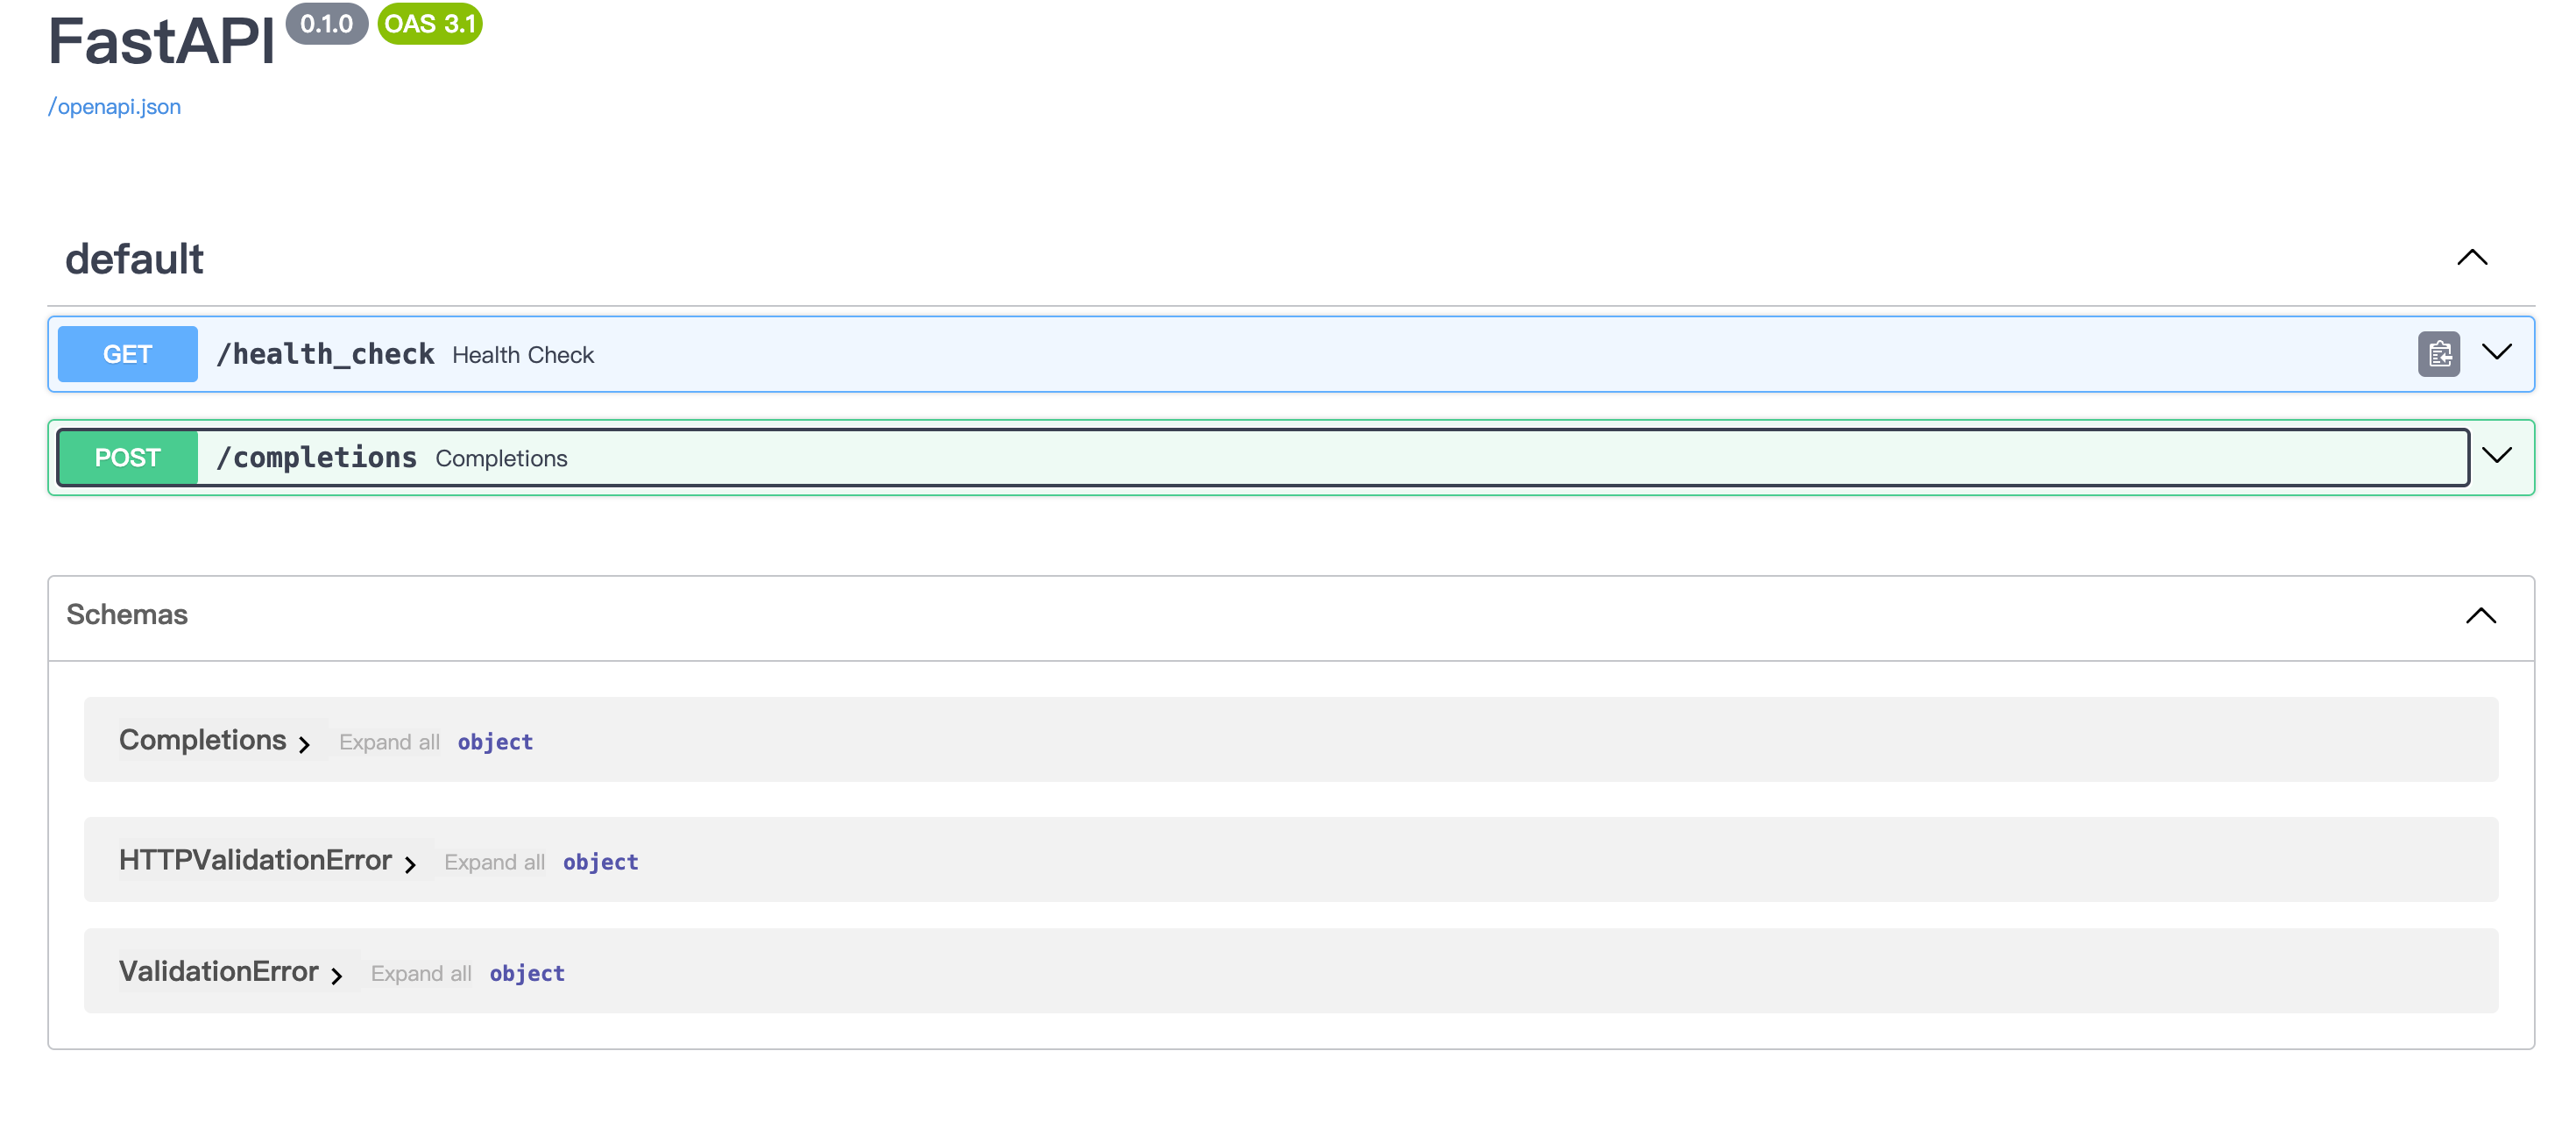 FastAPI 0.1.0 OAS 3.1
/openapi.json
default
GET /health_check Health Check
POST /completions Completions
Schemas
Completions Expand all object
HTTPValidationError Expand all object
ValidationError Expand all object